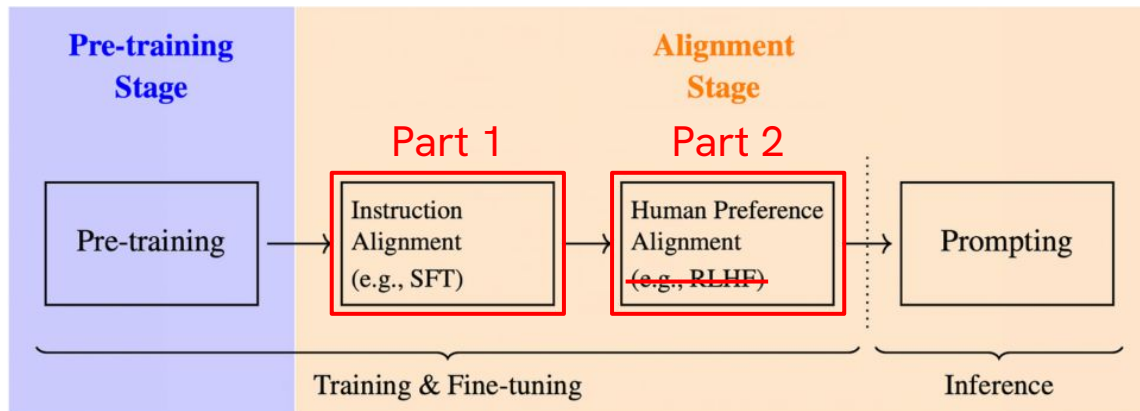 Pre-training
Stage
Alignment
Stage
Part 1
Part 2
Pre-training
Instruction
Alignment
(e.g., SFT)
Human Preference
Alignment
(e.g., RLHF)
Prompting
Training & Fine-tuning
Inference